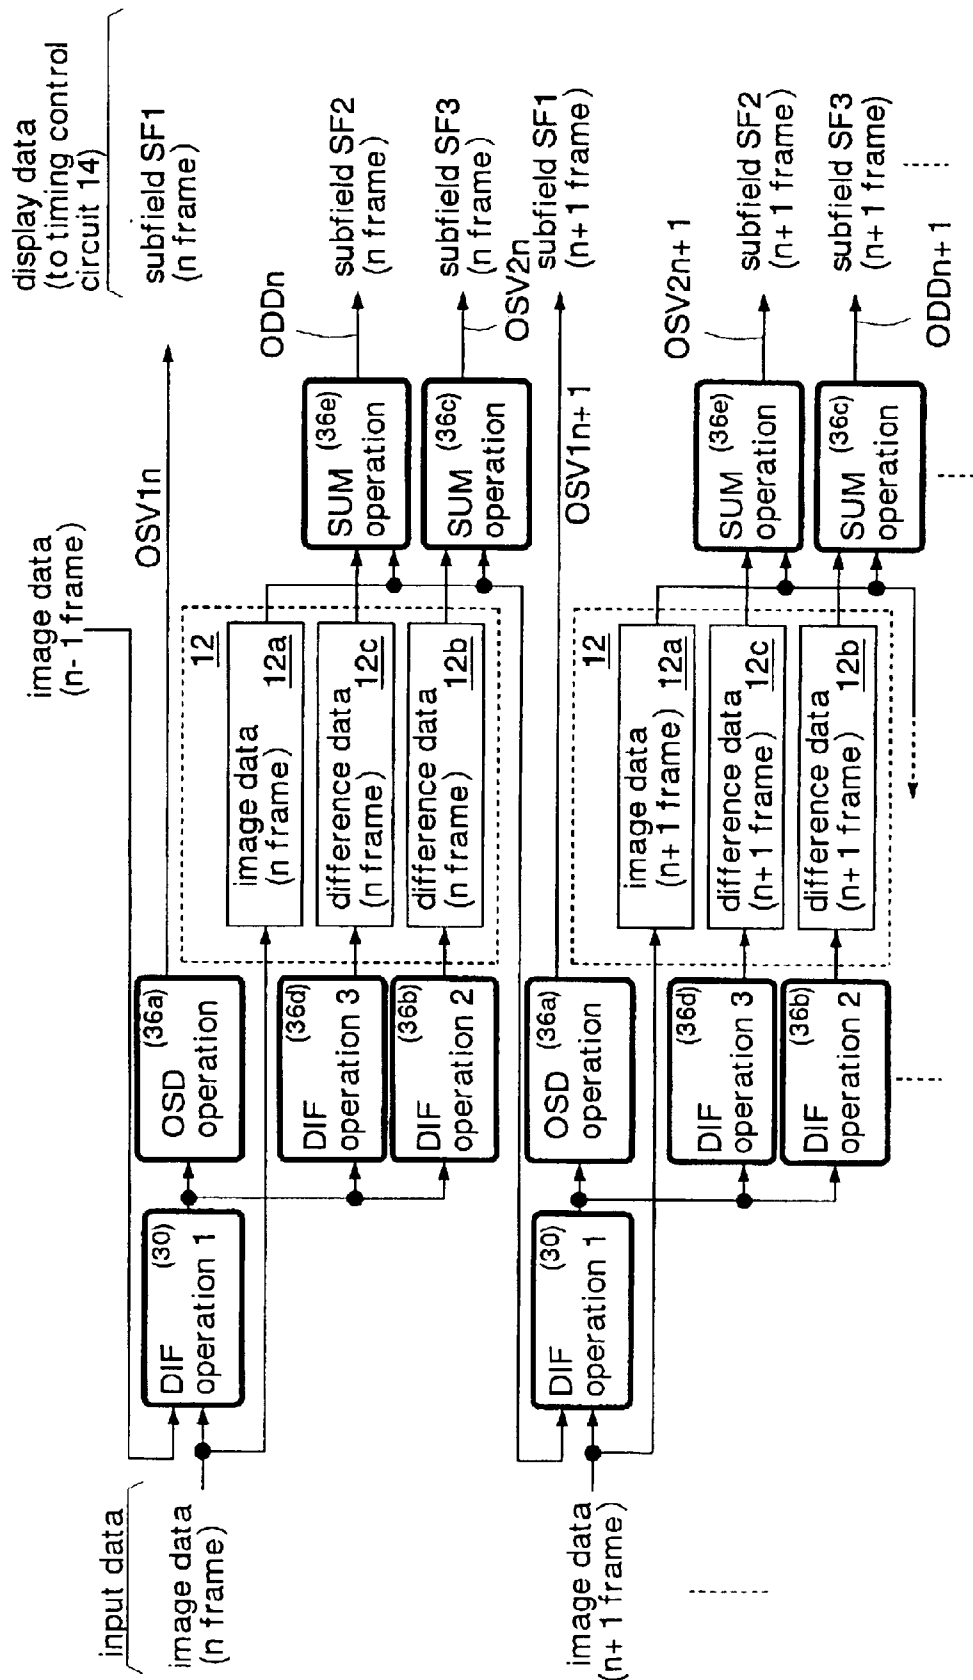 input data
display data
(to timing control
circuit 14)
image data
(n- 1 frame)
image data
(n frame)
DIF (30)
operation 1
OSD (36a)
operation
OSV1n
subfield SF1
(n frame)
12
image data
(n frame) 12a
DIF (36d)
operation 3
difference data
(n frame) 12c
SUM (36e)
operation
ODDn
subfield SF2
(n frame)
DIF (36b)
operation 2
difference data
(n frame) 12b
SUM (36c)
operation
OSV2n
subfield SF3
(n frame)
image data
(n+ 1 frame)
DIF (30)
operation 1
OSD (36a)
operation
OSV1n+ 1
subfield SF1
(n+ 1 frame)
12
image data
(n+ 1 frame) 12a
DIF (36d)
operation 3
difference data
(n+ 1 frame) 12c
SUM (36e)
operation
OSV2n+ 1
subfield SF2
(n+ 1 frame)
DIF (36b)
operation 2
difference data
(n+ 1 frame) 12b
SUM (36c)
operation
ODDn+ 1
subfield SF3
(n+ 1 frame)